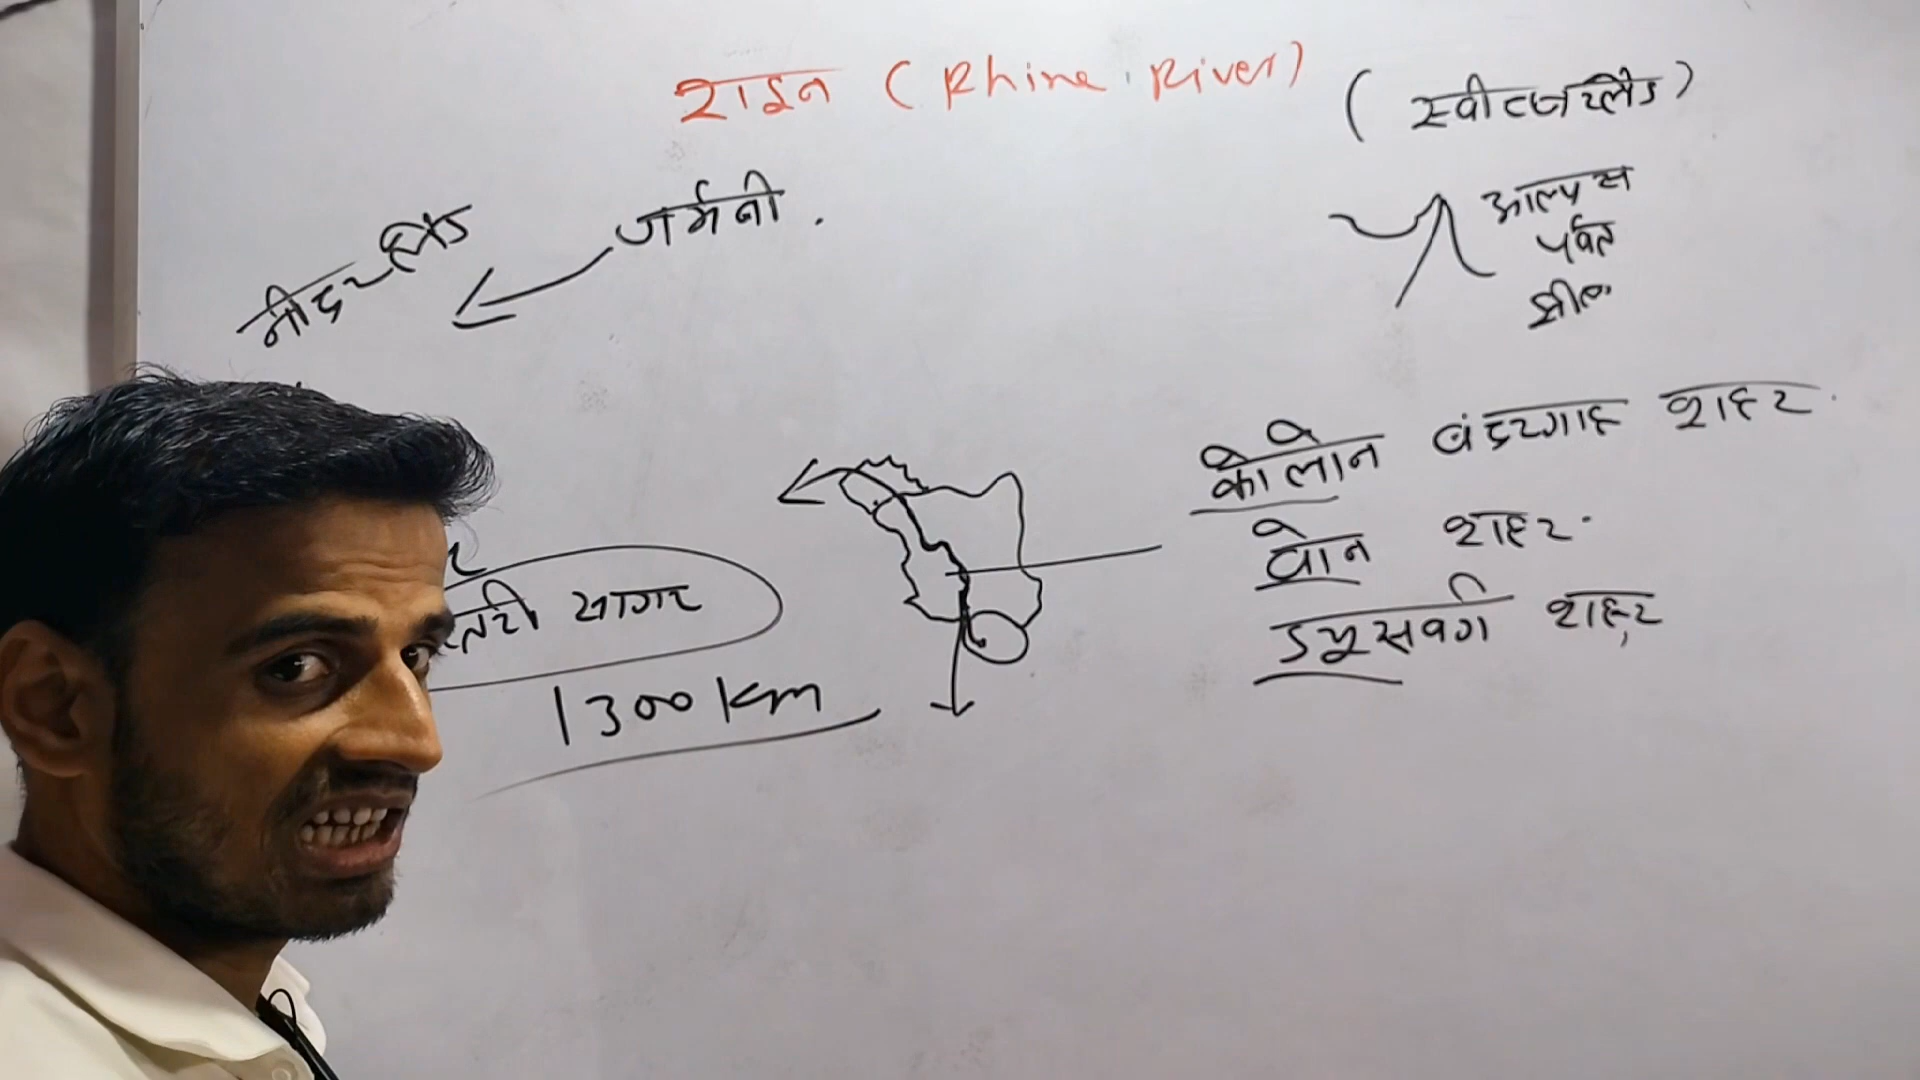 राइन (Rhine River)
(स्वीटजरलैंड)
आल्पस
पर्वत
झील
जर्मनी.
नीदरलैंड
कोलोन बंदरगाह शहर
बोन शहर
ड्यूसबर्ग शहर
सागर
1300 km